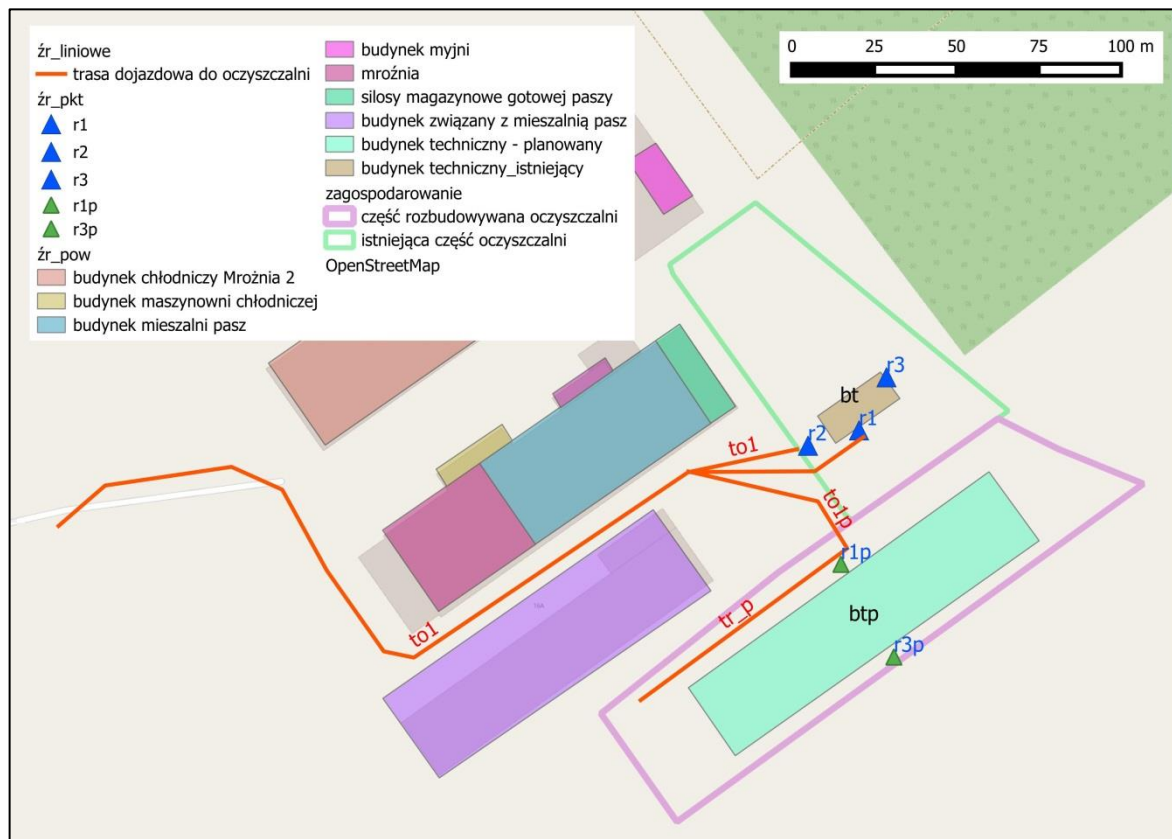 źr_liniowe
trasa dojazdowa do oczyszczalni
źr_pkt
r1
r2
r3
r1p
r3p
źr_pow
budynek chłodniczy Mrożnia 2
budynek maszynowni chłodniczej
budynek mieszalni pasz
budynek myjni
mroźnia
silosy magazynowe gotowej paszy
budynek związany z mieszalnią pasz
budynek techniczny - planowany
budynek techniczny_istniejący
zagospodarowanie
część rozbudowywana oczyszczalni
istniejąca część oczyszczalni
OpenStreetMap
0 25 50 75 100 m
r3
bt
r1
r2
to1
to1p
r1p
tr_p
btp
to1
r3p